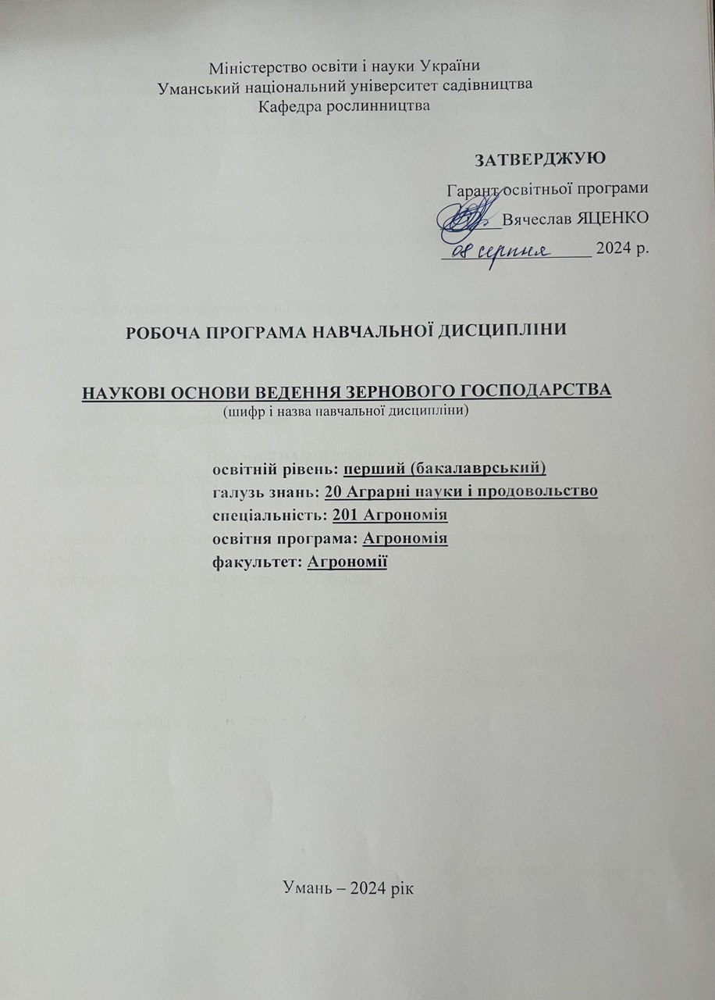 Міністерство освіти і науки України
Уманський національний університет садівництва
Кафедра рослинництва
ЗАТВЕРДЖУЮ
Гарант освітньої програми
Вячеслав ЯЦЕНКО
08 серпня 2024 р.
РОБОЧА ПРОГРАМА НАВЧАЛЬНОЇ ДИСЦИПЛІНИ
НАУКОВІ ОСНОВИ ВЕДЕННЯ ЗЕРНОВОГО ГОСПОДАРСТВА
(шифр і назва навчальної дисципліни)
освітній рівень: перший (бакалаврський)
галузь знань: 20 Аграрні науки і продовольство
спеціальність: 201 Агрономія
освітня програма: Агрономія
факультет: Агрономії
Умань – 2024 рік